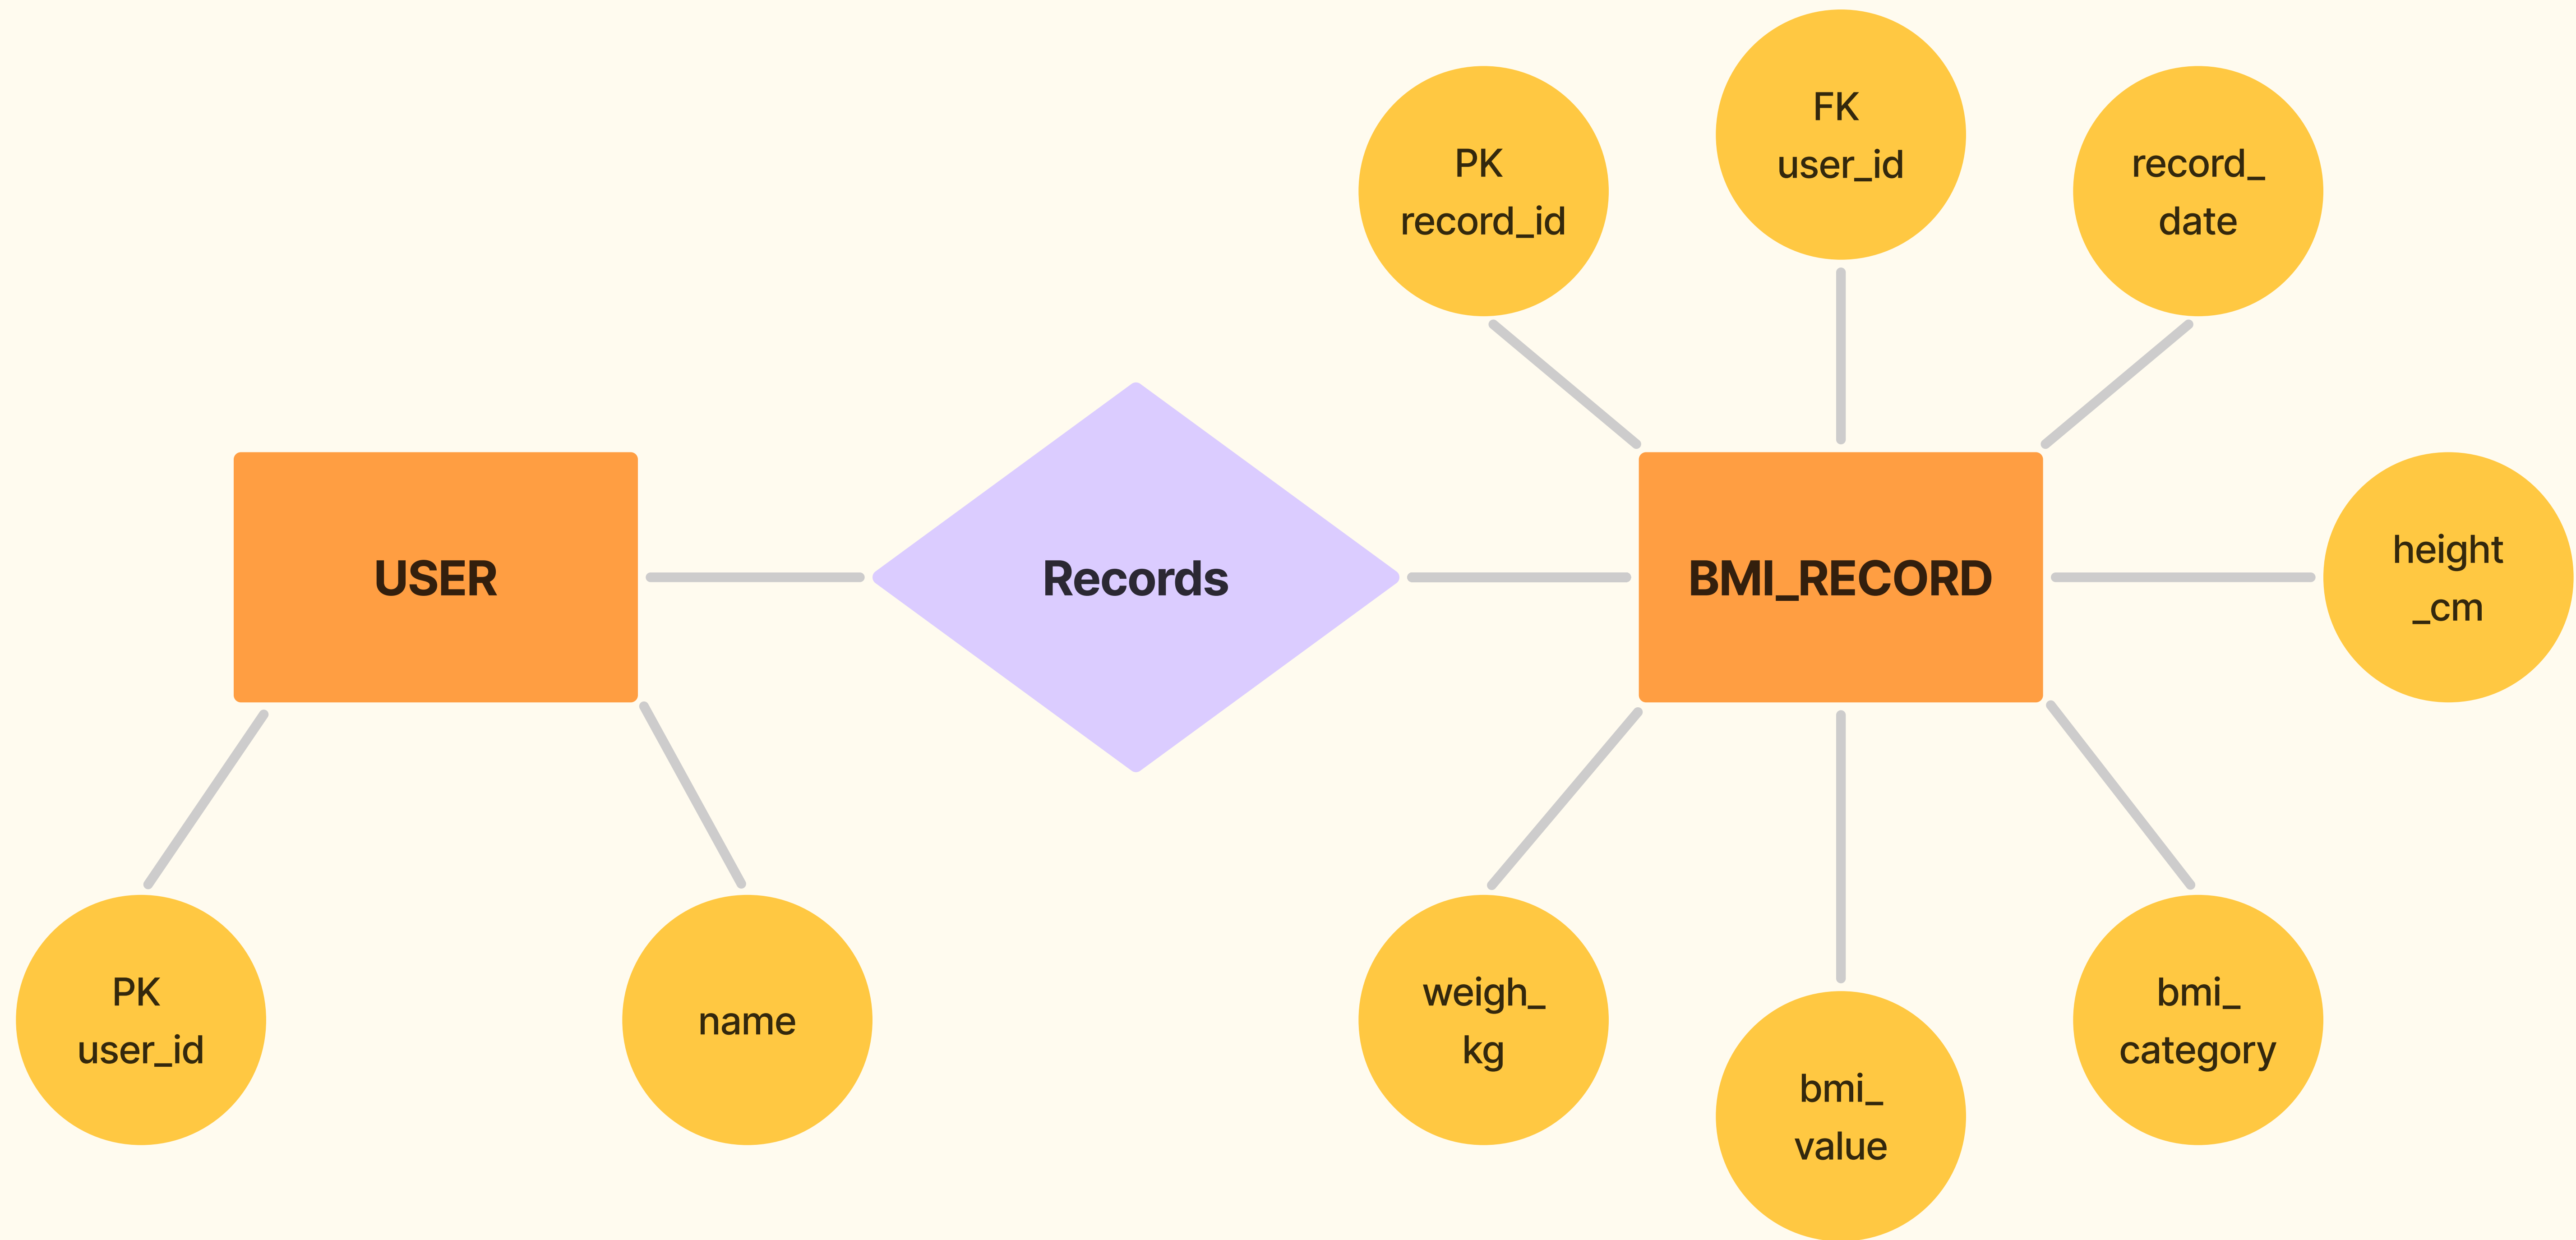 FK
user_id
PK
record_id
record_
date
USER
Records
BMI_RECORD
height
_cm
PK
user_id
name
weigh_
kg
bmi_
value
bmi_
category